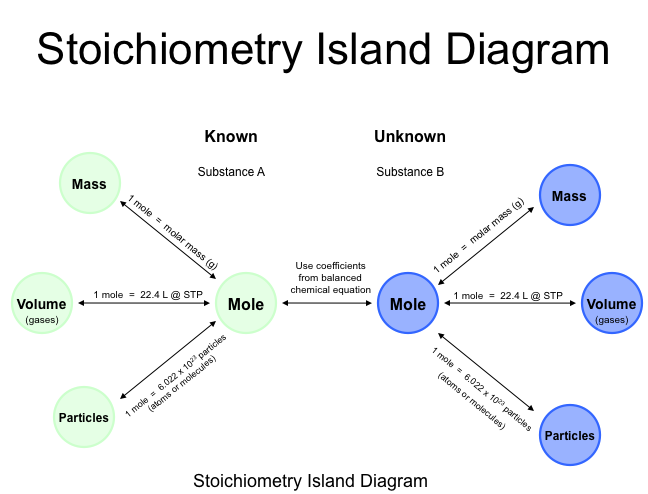 Stoichiometry Island Diagram
Known
Unknown
Substance A
Substance B
Mass
1 mole = molar mass (g)
Volume
(gases)
1 mole = 22.4 L @ STP
Particles
1 mole = 6.022 x 10²³ particles
(atoms or molecules)
Mole
Use coefficients
from balanced
chemical equation
Mole
1 mole = molar mass (g)
Mass
1 mole = 22.4 L @ STP
Volume
(gases)
1 mole = 6.022 x 10²³ particles
(atoms or molecules)
Particles
Stoichiometry Island Diagram